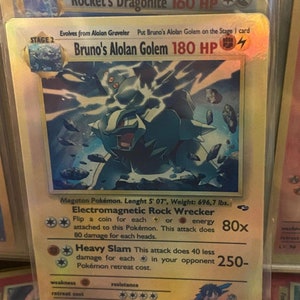 Rocket's Dragonite 160 HP
Evolves from Alolan Graveler Put Bruno's Alolan Golem on the Stage 1 card
STAGE 2
Bruno's Alolan Golem 180 HP
Megaton Pokémon. Lenght 5' 07", Weight: 696,7 lbs.
Electromagnetic Rock Wrecker
Flip a coin for each + or energy
attached to this Pokémon. This attack does
80 damage for each heads.
80x
Heavy Slam This attack does 40 less
damage for each in your opponent
Pokémon retreat cost.
250-
weakness resistance
retreat cost